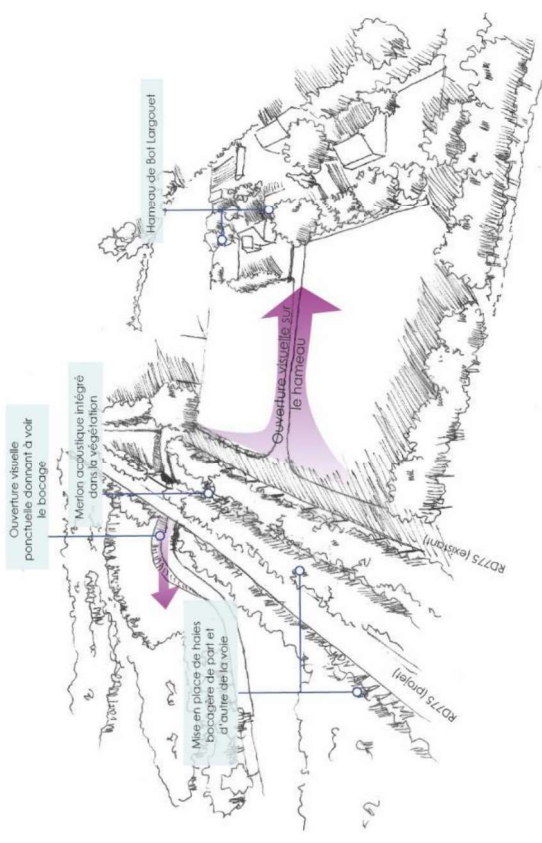 Ouverture visuelle
ponctuelle donnant à voir
le bocage
Merlon acoustique intégré
dans la végétation
Hameau de Bot Largouet
Mise en place de haies
bocagère de part et
d'autre de la voie
Ouverture visuelle sur
le hameau
RD775 (projet)
RD775 (existant)